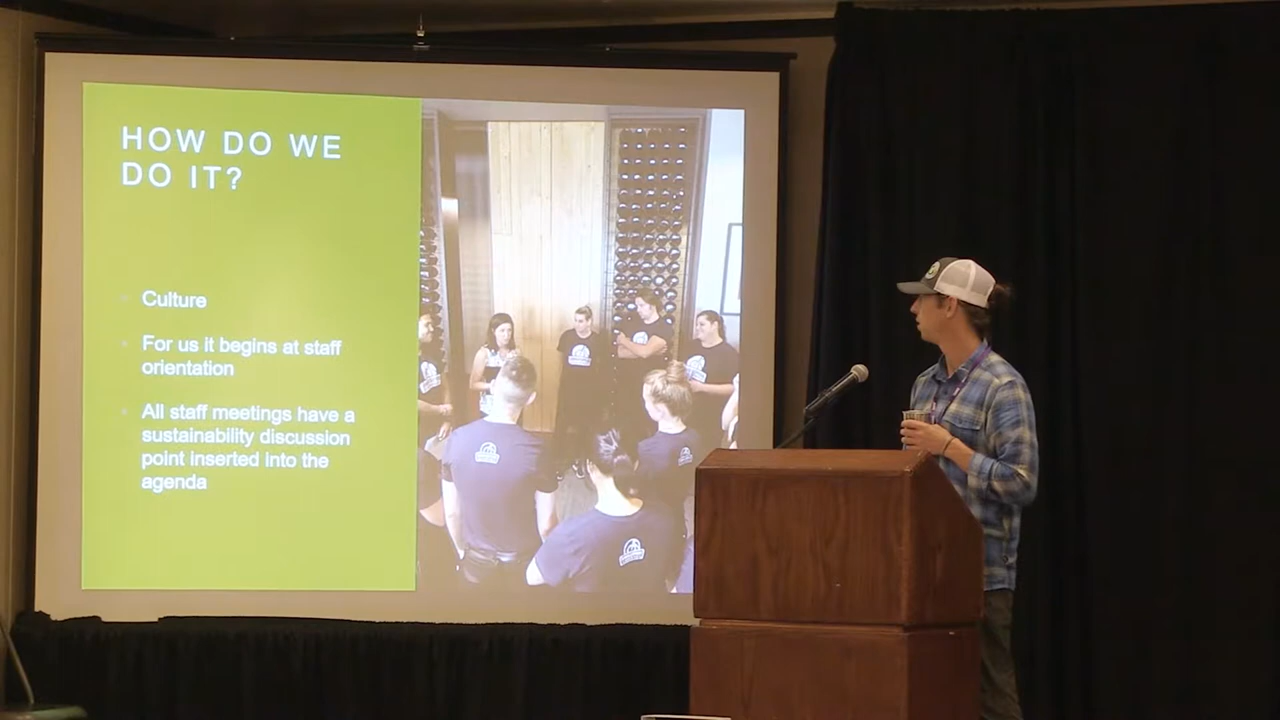 HOW DO WE
DO IT?
Culture
For us it begins at staff
orientation
All staff meetings have a
sustainability discussion
point inserted into the
agenda